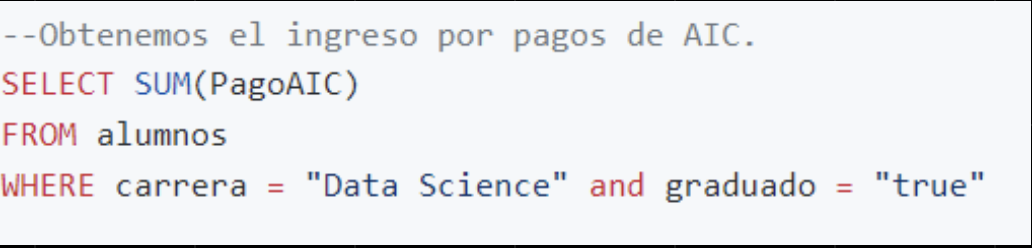 --Obtenemos el ingreso por pagos de AIC.
SELECT SUM(PagoAIC)
FROM alumnos
WHERE carrera = "Data Science" and graduado = "true"